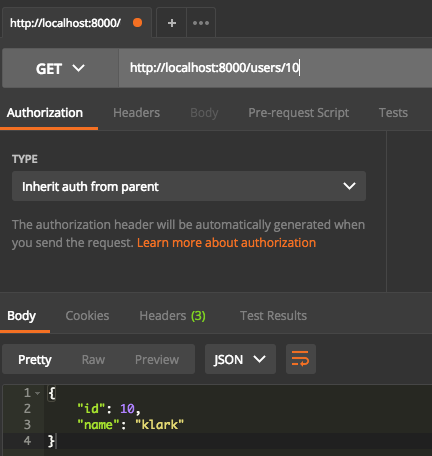 http://localhost:8000/
GET http://localhost:8000/users/10
Authorization Headers Body Pre-request Script Tests
TYPE
Inherit auth from parent
The authorization header will be automatically generated when
you send the request. Learn more about authorization
Body Cookies Headers (3) Test Results
Pretty Raw Preview JSON
1 {
2 "id": 10,
3 "name": "klark"
4 }